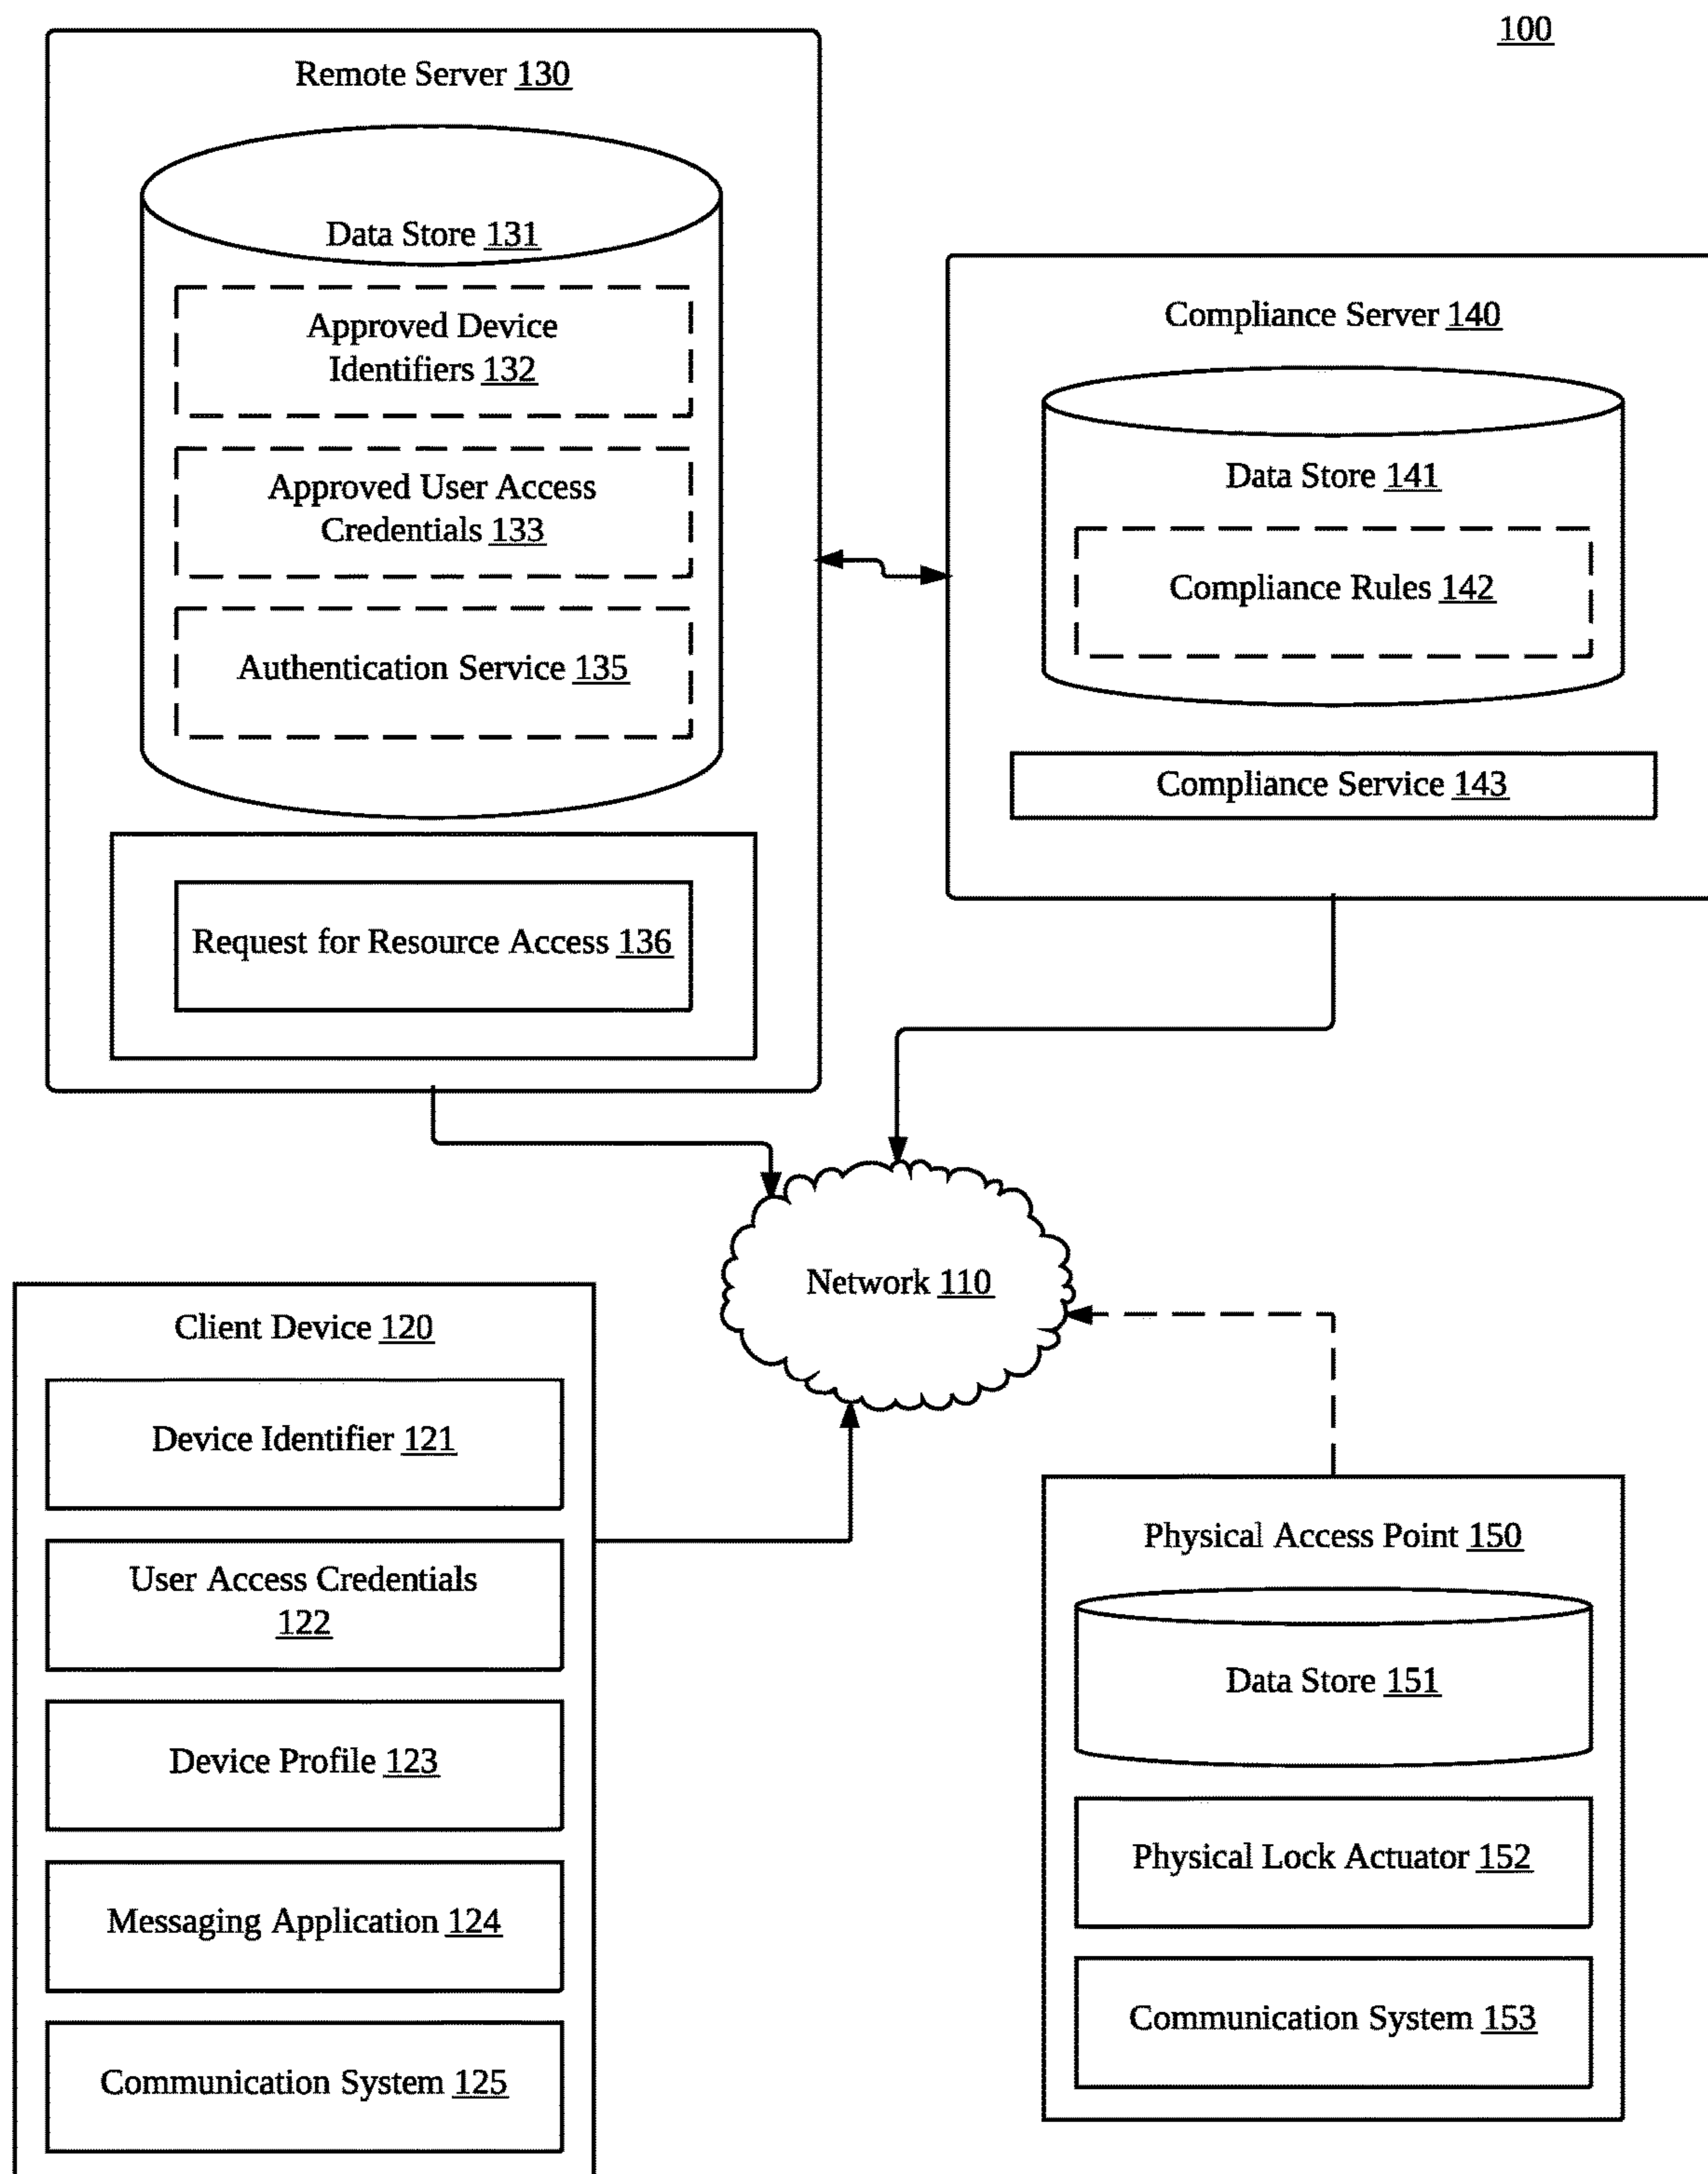 100
Remote Server 130
Data Store 131
Approved Device
Identifiers 132
Approved User Access
Credentials 133
Authentication Service 135
Request for Resource Access 136
Compliance Server 140
Data Store 141
Compliance Rules 142
Compliance Service 143
Network 110
Client Device 120
Device Identifier 121
User Access Credentials
122
Device Profile 123
Messaging Application 124
Communication System 125
Physical Access Point 150
Data Store 151
Physical Lock Actuator 152
Communication System 153